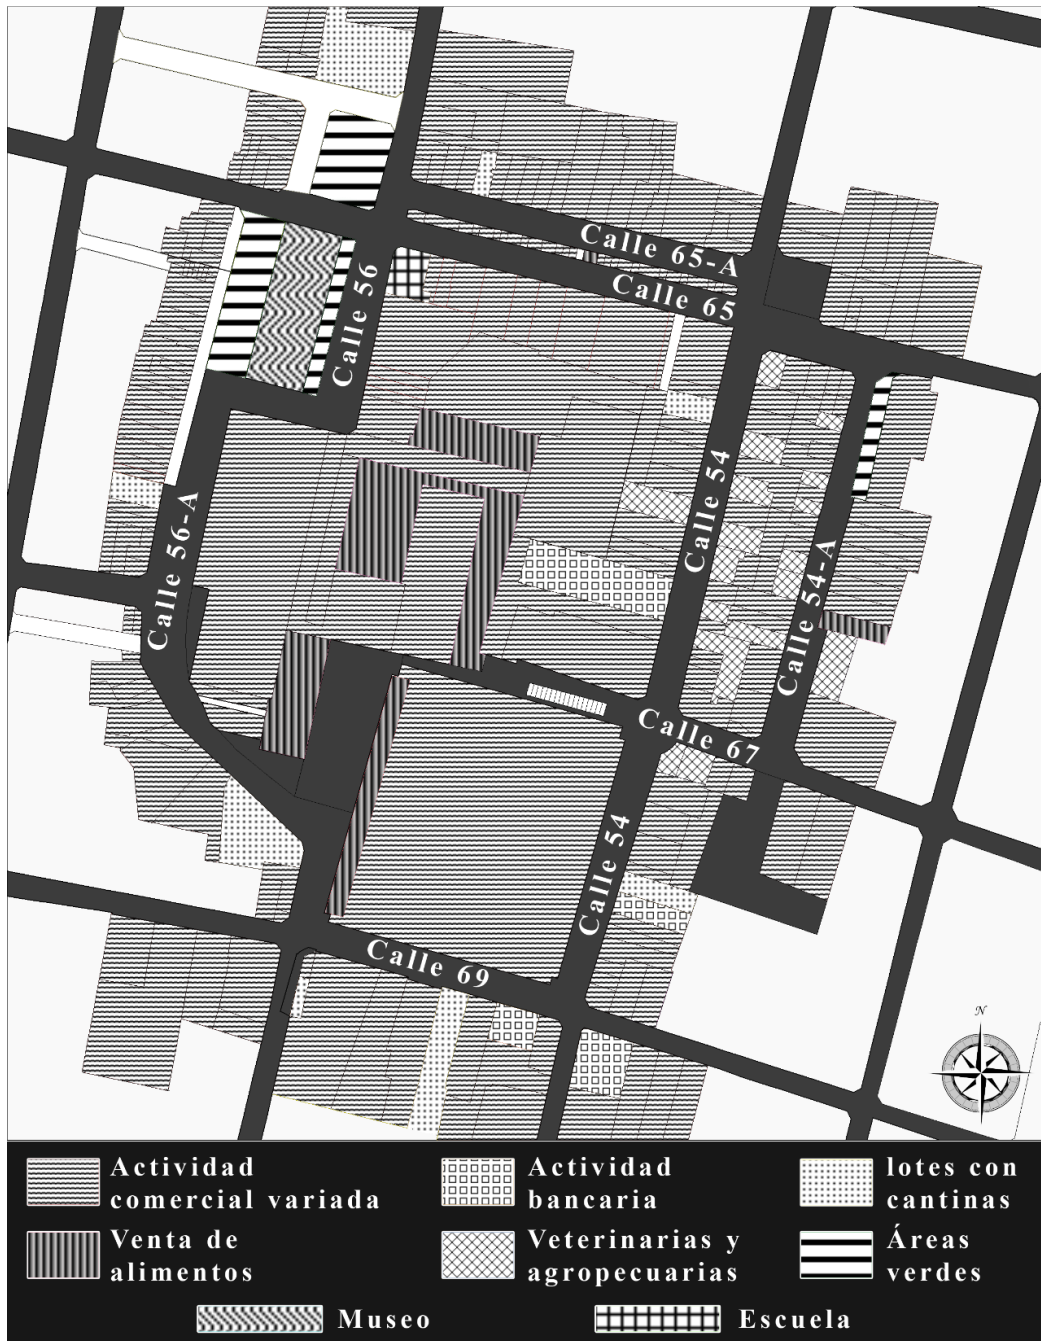 Calle 65-A
Calle 65
Calle 56
Calle 54
Calle 56-A
Calle 54-A
Calle 67
Calle 54
Calle 69
N
Actividad
comercial variada
Actividad
bancaria
lotes con
cantinas
Venta de
alimentos
Veterinarias y
agropecuarias
Áreas
verdes
Museo
Escuela